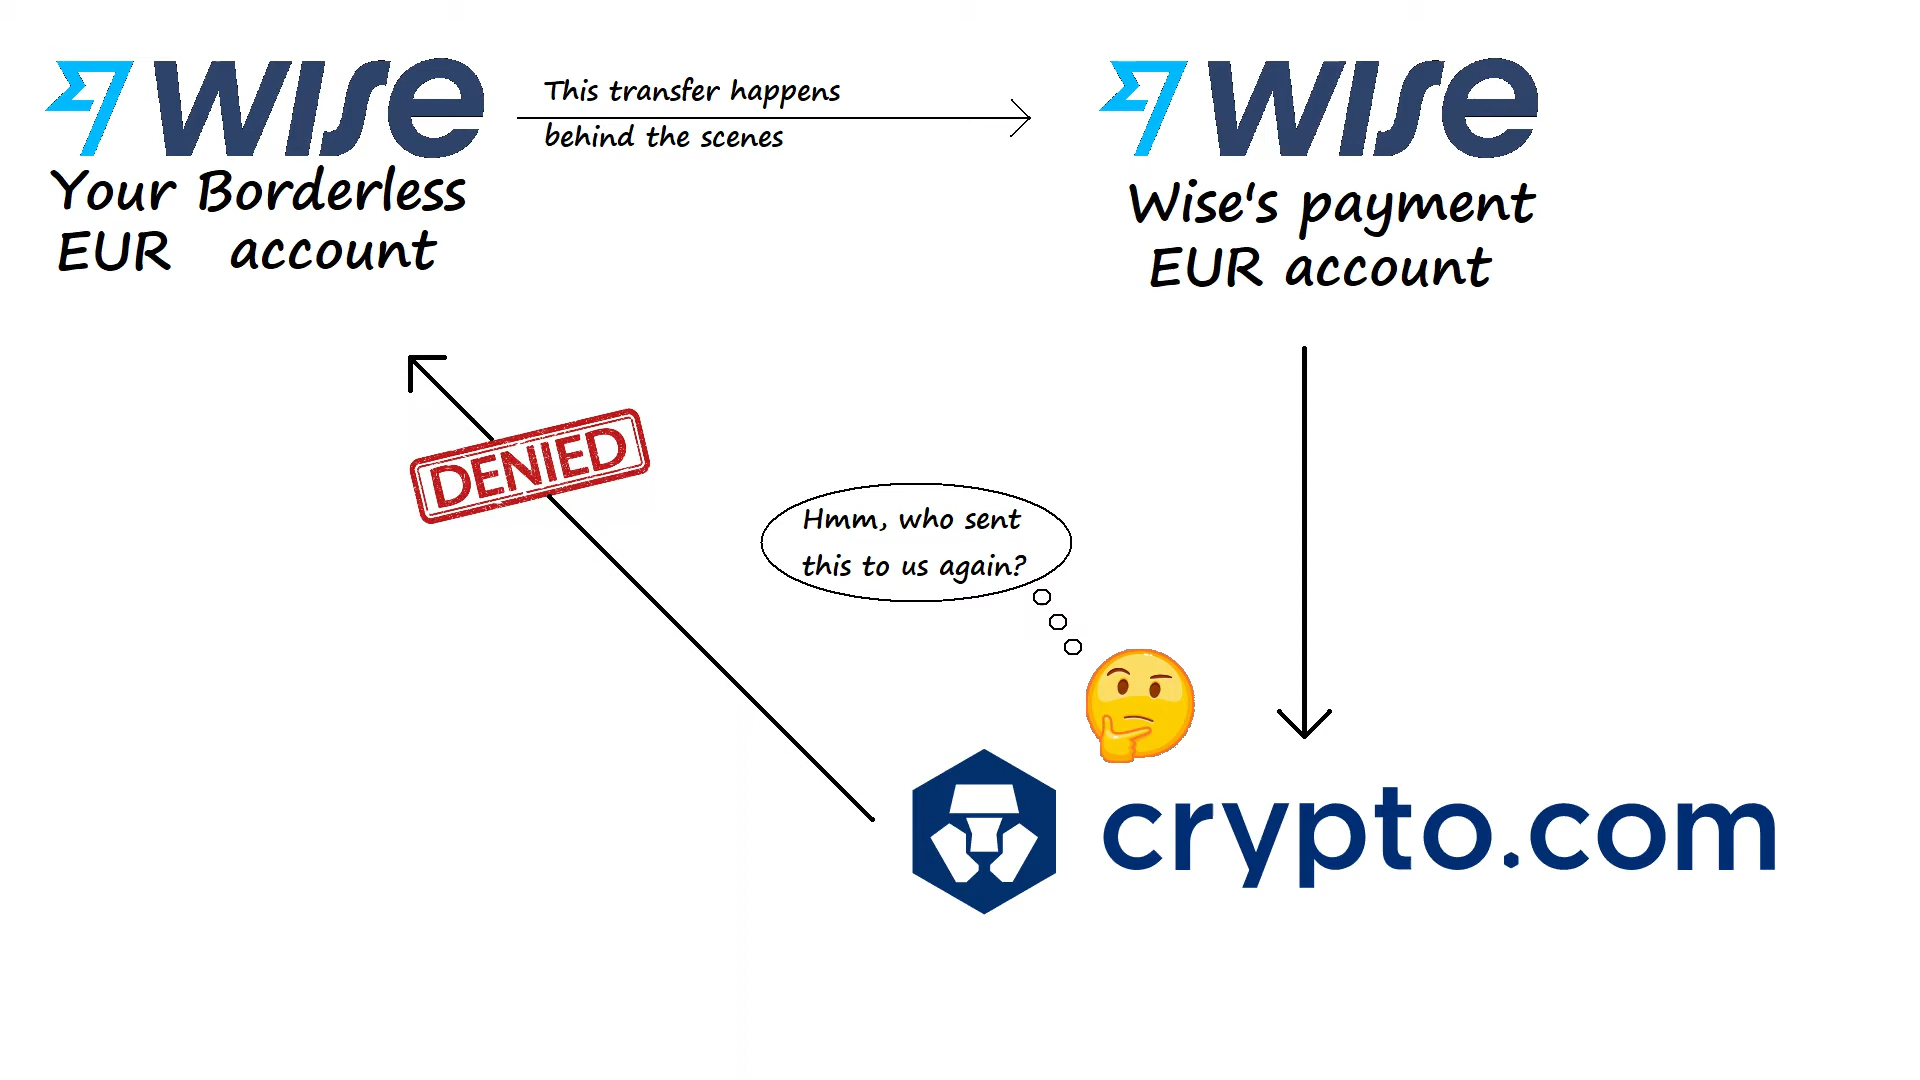 wise
This transfer happens
behind the scenes
wise
Your Borderless
EUR account
Wise's payment
EUR account
DENIED
Hmm, who sent
this to us again?
crypto.com